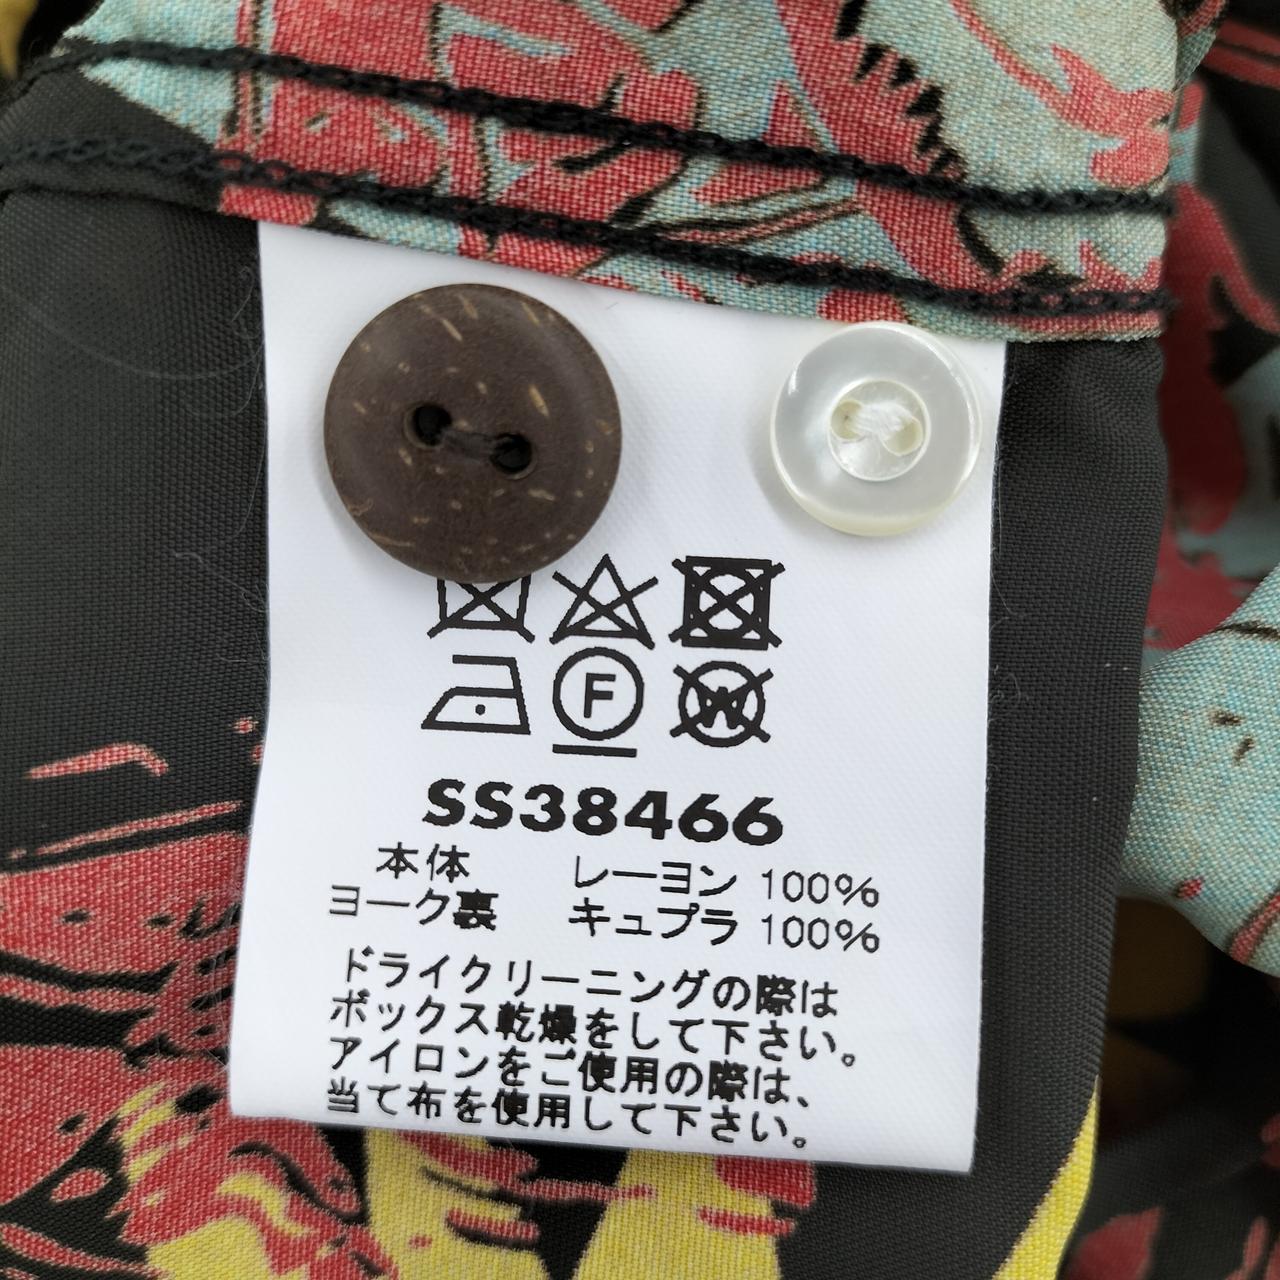 F
W
SS38466
本体 レーヨン 100%
ヨーク裏 キュプラ 100%
ドライクリーニングの際は
ボックス乾燥をして下さい。
アイロンをご使用の際は、
当て布を使用して下さい。